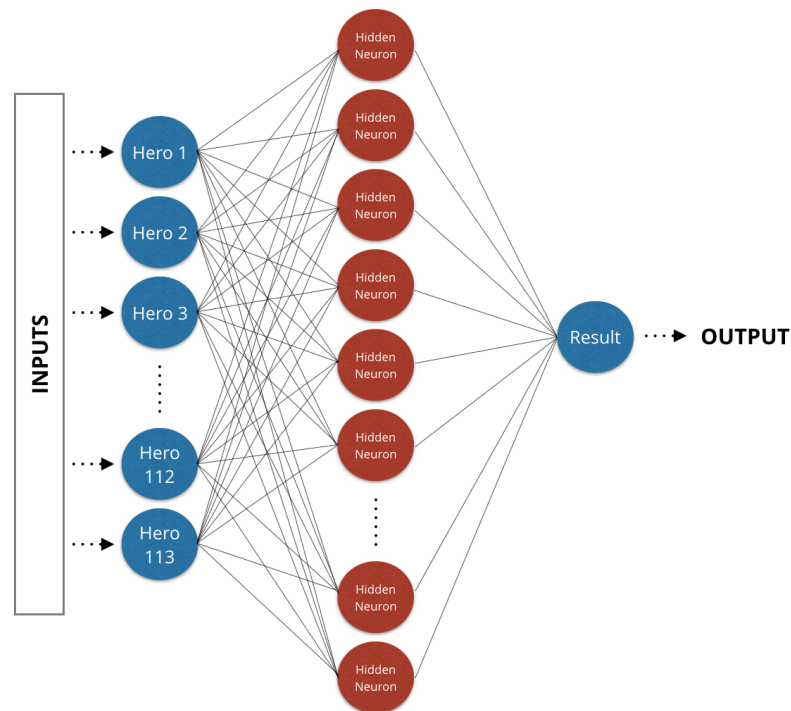 INPUTS
Hero 1
Hero 2
Hero 3
Hero
112
Hero
113
Hidden
Neuron
Hidden
Neuron
Hidden
Neuron
Hidden
Neuron
Hidden
Neuron
Hidden
Neuron
Hidden
Neuron
Hidden
Neuron
Result
OUTPUT